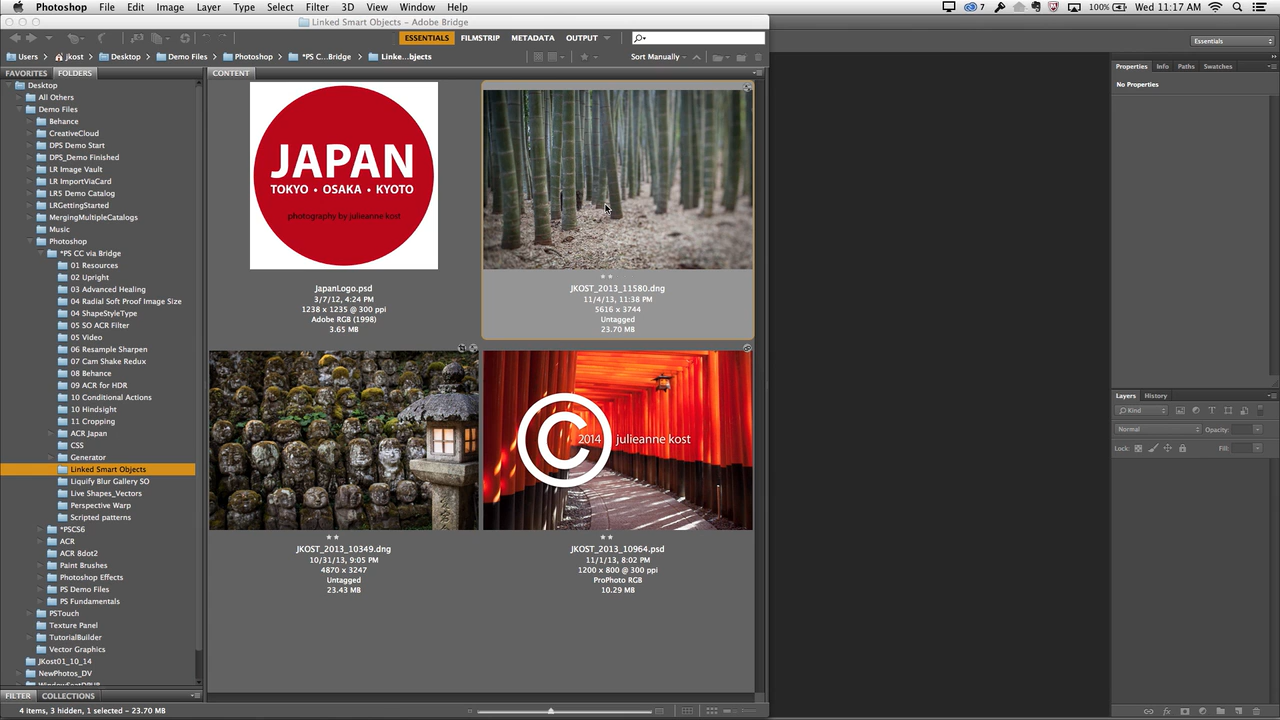 Photoshop File Edit Image Layer Type Select Filter 3D View Window Help
7 100% Wed 11:17 AM
Linked Smart Objects – Adobe Bridge
ESSENTIALS FILMSTRIP METADATA OUTPUT
Essentials
Users jkost Desktop Demo Files Photoshop *PS C...Bridge Linke...bjects
Sort Manually
FAVORITES FOLDERS
CONTENT
Properties Info Paths Swatches
No Properties
Desktop
All Others
Demo Files
Behance
CreativeCloud
DPS Demo Start
DPS_Demo Finished
LR Image Vault
LR ImportViaCard
LR5 Demo Catalog
LRGettingStarted
MergingMultipleCatalogs
Music
Photoshop
*PS CC via Bridge
01 Resources
02 Upright
03 Advanced Healing
04 Radial Soft Proof Image Size
04 ShapeStyleType
05 SO ACR Filter
05 Video
06 Resample Sharpen
07 Cam Shake Redux
08 Behance
09 ACR for HDR
10 Conditional Actions
10 Hindsight
11 Cropping
ACR Japan
CSS
Generator
Linked Smart Objects
Liquify Blur Gallery SO
Live Shapes_Vectors
Perspective Warp
Scripted patterns
*PSCS6
ACR
ACR 8dot2
Paint Brushes
Photoshop Effects
PS Demo Files
PS Fundamentals
PSTouch
Texture Panel
TutorialBuilder
Vector Graphics
JKost01_10_14
NewPhotos_DV
JAPAN
TOKYO • OSAKA • KYOTO
photography by julieanne kost
JapanLogo.psd
3/7/12, 4:24 PM
1238 x 1235 @ 300 ppi
Adobe RGB (1998)
3.65 MB
JKOST_2013_11580.dng
11/4/13, 11:38 PM
5616 x 3744
Untagged
23.70 MB
JKOST_2013_10349.dng
10/31/13, 9:05 PM
4870 x 3247
Untagged
23.43 MB
© 2014 julieanne kost
JKOST_2013_10964.psd
11/1/13, 8:02 PM
1200 x 800 @ 300 ppi
ProPhoto RGB
10.29 MB
Layers History
Kind
Normal Opacity:
Lock: Fill:
FILTER COLLECTIONS
4 items, 3 hidden, 1 selected – 23.70 MB